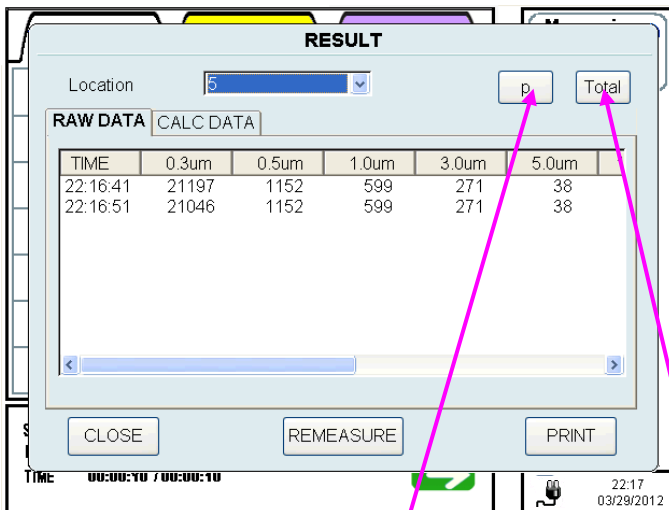 RESULT
Location 5 p Total
RAW DATA CALC DATA
TIME 0.3um 0.5um 1.0um 3.0um 5.0um
22:16:41 21197 1152 599 271 38
22:16:51 21046 1152 599 271 38
CLOSE REMEASURE PRINT
TIME 00:00:10 / 00:00:10
22:17
03/29/2012